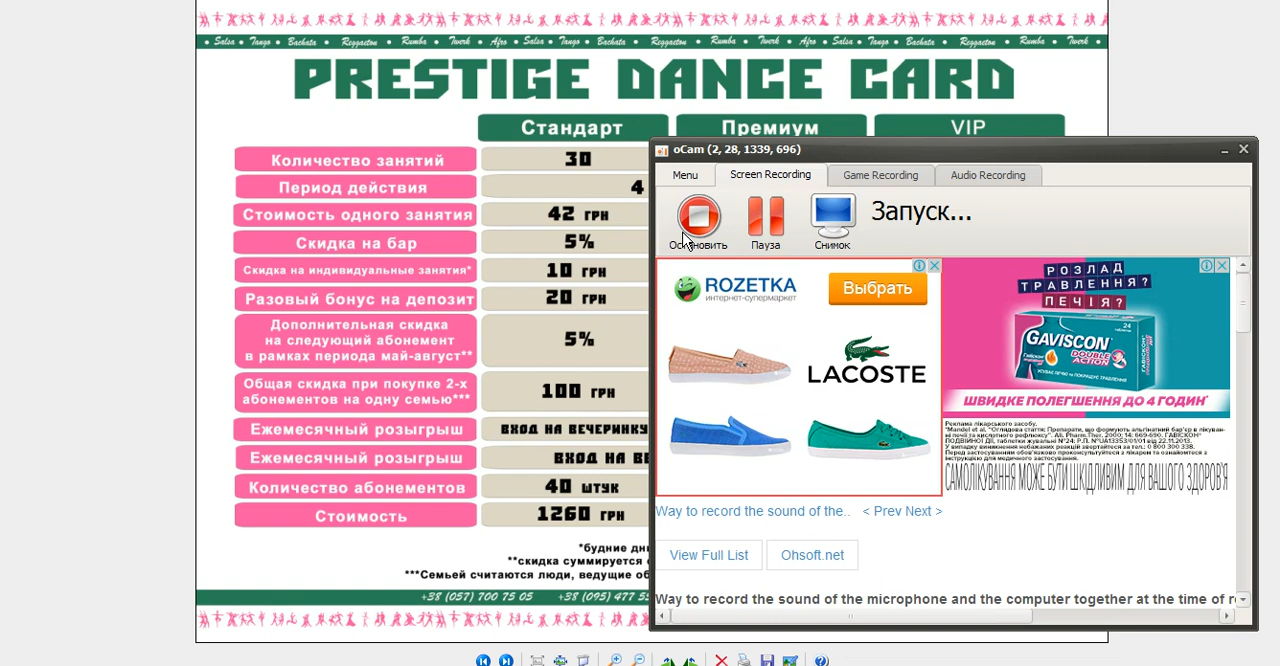 • Salsa • Tango • Bachata • Reggaeton • Rumba • Twerk • Afro • Salsa • Tango • Bachata • Reggaeton • Rumba • Twerk • Afro • Salsa • Tango • Bachata • Reggaeton • Rumba • Twerk •
PRESTIGE DANCE CARD
Стандарт
Премиум
VIP
Количество занятий
30
Период действия
4
Стоимость одного занятия
42 ГРН
Скидка на бар
5%
Скидка на индивидуальные занятия*
10 ГРН
Разовый бонус на депозит
20 ГРН
Дополнительная скидка
на следующий абонемент
в рамках периода май-август**
5%
Общая скидка при покупке 2-х
абонементов на одну семью***
100 ГРН
Ежемесячный розыгрыш
ВХОД НА ВЕЧЕРИНКУ
Ежемесячный розыгрыш
ВХОД НА
Количество абонементов
40 ШТУК
Стоимость
1260 ГРН
*будние
**скидка суммируется
***Семьей считаются люди, ведущие
+38 (057) 700 75 05
+38 (095) 477
oCam (2, 28, 1339, 696)
Menu
Screen Recording
Game Recording
Audio Recording
Остановить
Пауза
Снимок
Запуск...
ROZETKA
интернет-супермаркет
Выбрать
LACOSTE
РОЗЛАД
ТРАВЛЕННЯ?
ПЕЧІЯ?
24
GAVISCON
DOUBLE
ACTION
ШВИДКЕ ПОЛЕГШЕННЯ ДО 4 ГОДИН*
Реклама лікарського засобу.
САМОЛІКУВАННЯ МОЖЕ БУТИ ШКІДЛИВИМ ДЛЯ ВАШОГО ЗДОРОВ'Я
Way to record the sound of the..
< Prev Next >
View Full List
Ohsoft.net
Way to record the sound of the microphone and the computer together at the time of